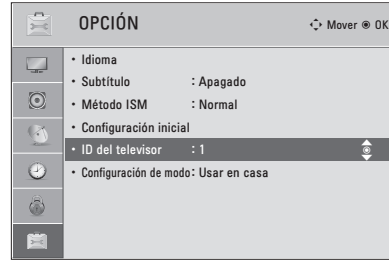 OPCIÓN Mover OK
• Idioma
• Subtítulo : Apagado
• Método ISM : Normal
• Configuración inicial
• ID del televisor : 1
• Configuración de modo: Usar en casa